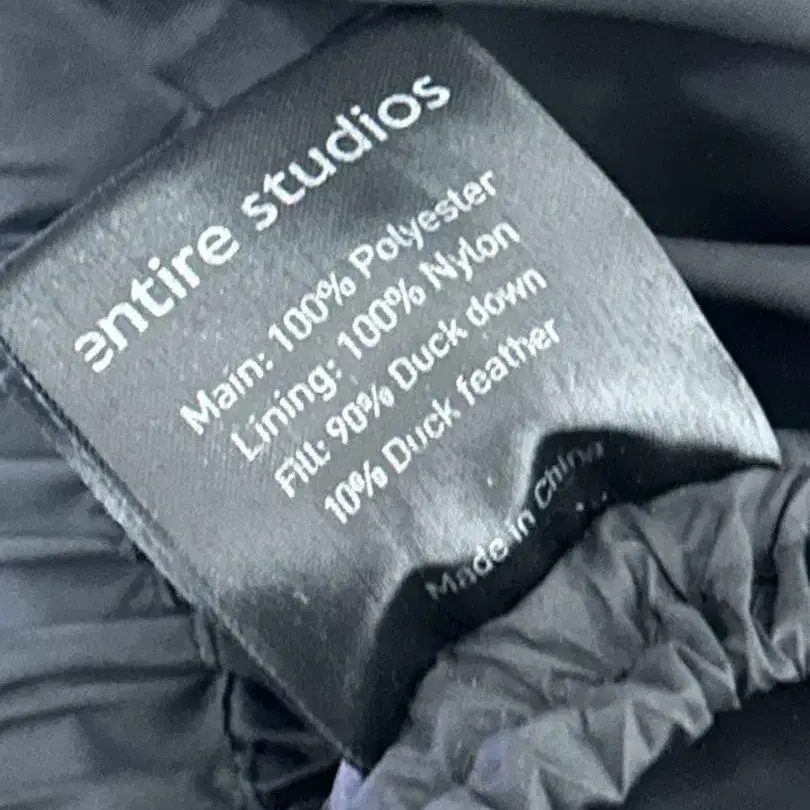 entire studios
Main: 100% Polyester
Lining: 100% Nylon
Fill: 90% Duck down
10% Duck feather
Made in China